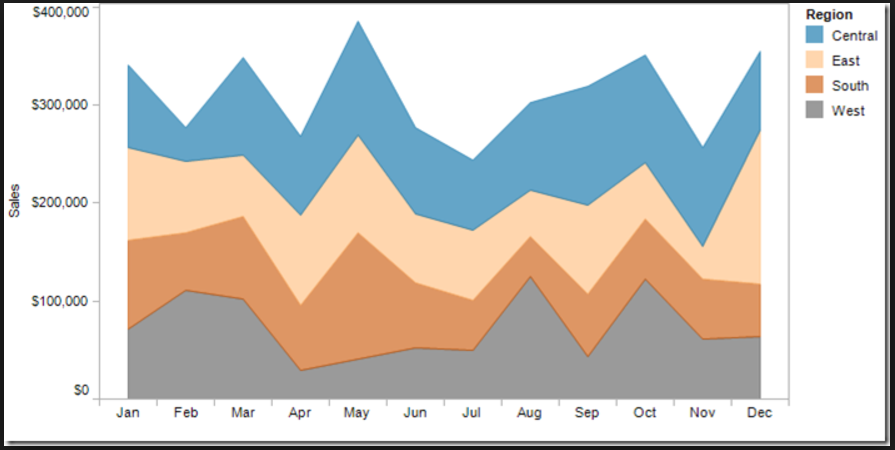 $400,000
$300,000
$200,000
$100,000
$0
Sales
Jan Feb Mar Apr May Jun Jul Aug Sep Oct Nov Dec
Region
Central
East
South
West